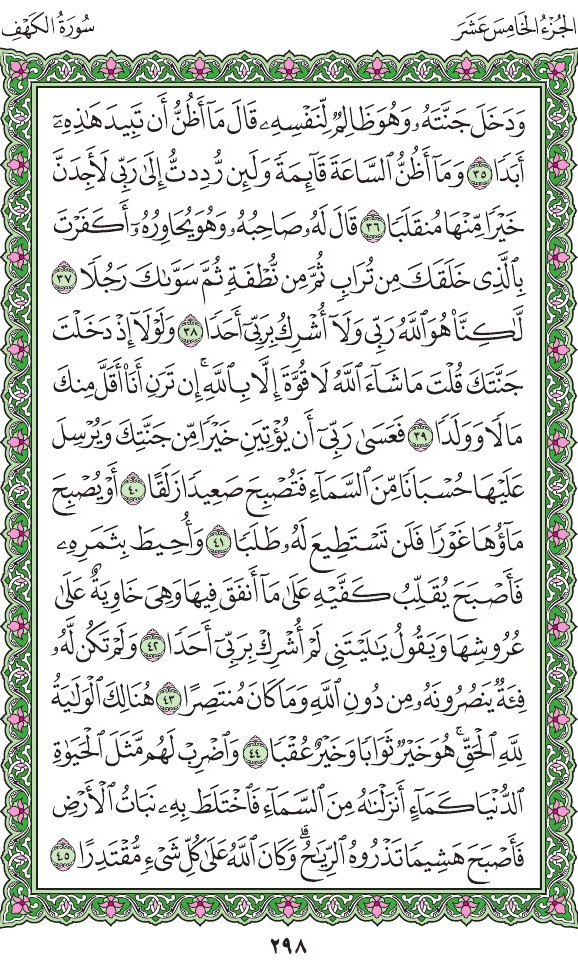 الجُزْءُ الخَامِسَ عَشَرَ
سُورَةُ الكَهْفِ
وَدَخَلَ جَنَّتَهُۥ وَهُوَ ظَالِمٌ لِّنَفْسِهِۦ قَالَ مَآ أَظُنُّ أَن تَبِيدَ هَٰذِهِۦٓ
أَبَدًا ٣٥ وَمَآ أَظُنُّ ٱلسَّاعَةَ قَآئِمَةً وَلَئِن رُّدِدتُّ إِلَىٰ رَبِّي لَأَجِدَنَّ
خَيْرًا مِّنْهَا مُنقَلَبًا ٣٦ قَالَ لَهُۥ صَاحِبُهُۥ وَهُوَ يُحَاوِرُهُۥٓ أَكَفَرْتَ
بِٱلَّذِي خَلَقَكَ مِن تُرَابٍ ثُمَّ مِن نُّطْفَةٍ ثُمَّ سَوَّىٰكَ رَجُلًا ٣٧
لَّٰكِنَّا۠ هُوَ ٱللَّهُ رَبِّي وَلَآ أُشْرِكُ بِرَبِّيٓ أَحَدًا ٣٨ وَلَوْلَآ إِذْ دَخَلْتَ
جَنَّتَكَ قُلْتَ مَا شَآءَ ٱللَّهُ لَا قُوَّةَ إِلَّا بِٱللَّهِۚ إِن تَرَنِ أَنَا۠ أَقَلَّ مِنكَ
مَالًا وَوَلَدًا ٣٩ فَعَسَىٰ رَبِّيٓ أَن يُؤْتِيَنِ خَيْرًا مِّن جَنَّتِكَ وَيُرْسِلَ
عَلَيْهَا حُسْبَانًا مِّنَ ٱلسَّمَآءِ فَتُصْبِحَ صَعِيدًا زَلَقًا ٤٠ أَوْ يُصْبِحَ
مَآؤُهَا غَوْرًا فَلَن تَسْتَطِيعَ لَهُۥ طَلَبًا ٤١ وَأُحِيطَ بِثَمَرِهِۦ
فَأَصْبَحَ يُقَلِّبُ كَفَّيْهِ عَلَىٰ مَآ أَنفَقَ فِيهَا وَهِيَ خَاوِيَةٌ عَلَىٰ
عُرُوشِهَا وَيَقُولُ يَٰلَيْتَنِي لَمْ أُشْرِكْ بِرَبِّيٓ أَحَدًا ٤٢ وَلَمْ تَكُن لَّهُۥ
فِئَةٌ يَنصُرُونَهُۥ مِن دُونِ ٱللَّهِ وَمَا كَانَ مُنتَصِرًا ٤٣ هُنَالِكَ ٱلْوَلَٰيَةُ
لِلَّهِ ٱلْحَقِّۚ هُوَ خَيْرٌ ثَوَابًا وَخَيْرٌ عُقْبًا ٤٤ وَٱضْرِبْ لَهُم مَّثَلَ ٱلْحَيَوٰةِ
ٱلدُّنْيَا كَمَآءٍ أَنزَلْنَٰهُ مِنَ ٱلسَّمَآءِ فَٱخْتَلَطَ بِهِۦ نَبَاتُ ٱلْأَرْضِ
فَأَصْبَحَ هَشِيمًا تَذْرُوهُ ٱلرِّيَٰحُۗ وَكَانَ ٱللَّهُ عَلَىٰ كُلِّ شَيْءٍ مُّقْتَدِرًا ٤٥
٢٩٨